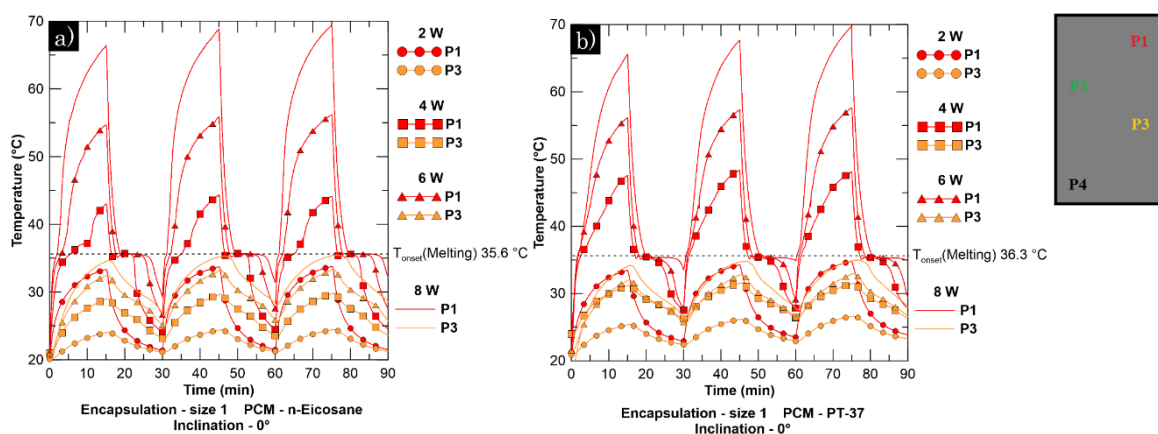 a)
70
60
50
40
30
20
0 10 20 30 40 50 60 70 80 90
Temperature (°C)
Time (min)
Encapsulation - size 1 PCM - n-Eicosane
Inclination - 0°
2 W
P1
P3
4 W
P1
P3
6 W
P1
P3
Tonset(Melting) 35.6 °C
8 W
P1
P3
b)
70
60
50
40
30
20
0 10 20 30 40 50 60 70 80 90
Temperature (°C)
Time (min)
Encapsulation - size 1 PCM - PT-37
Inclination - 0°
2 W
P1
P3
4 W
P1
P3
6 W
P1
P3
Tonset(Melting) 36.3 °C
8 W
P1
P3
P1
P2
P3
P4